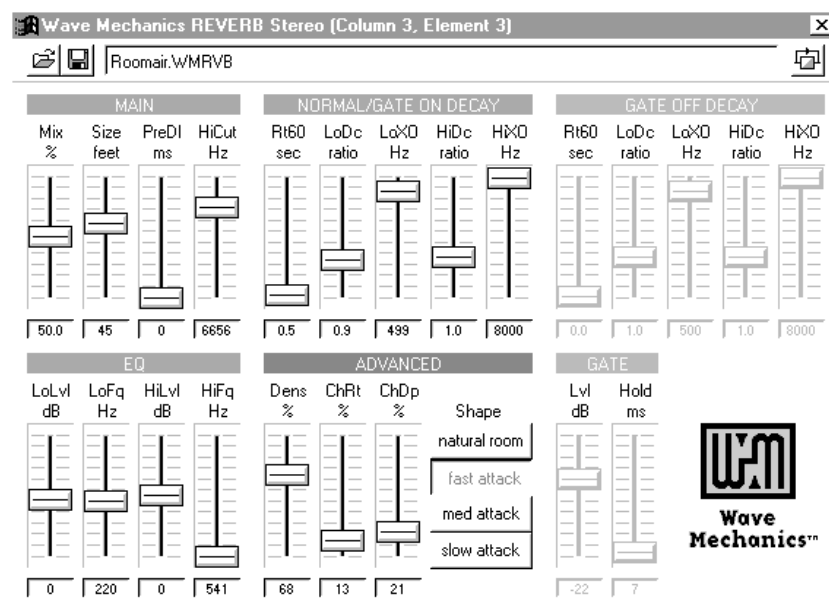 Wave Mechanics REVERB Stereo (Column 3, Element 3)
Roomair.WMRVB
MAIN
Mix Size PreDl HiCut
% feet ms Hz
50.0 45 0 6656
NORMAL/GATE ON DECAY
Rt60 LoDc LoXO HiDc HiXO
sec ratio Hz ratio Hz
0.5 0.9 499 1.0 8000
GATE OFF DECAY
Rt60 LoDc LoXO HiDc HiXO
sec ratio Hz ratio Hz
0.0 1.0 500 1.0 8000
EQ
LoLvl LoFq HiLvl HiFq
dB Hz dB Hz
0 220 0 541
ADVANCED
Dens ChRt ChDp
% % % Shape
natural room
fast attack
med attack
slow attack
68 13 21
GATE
Lvl Hold
dB ms
-22 7
Wave
Mechanics™